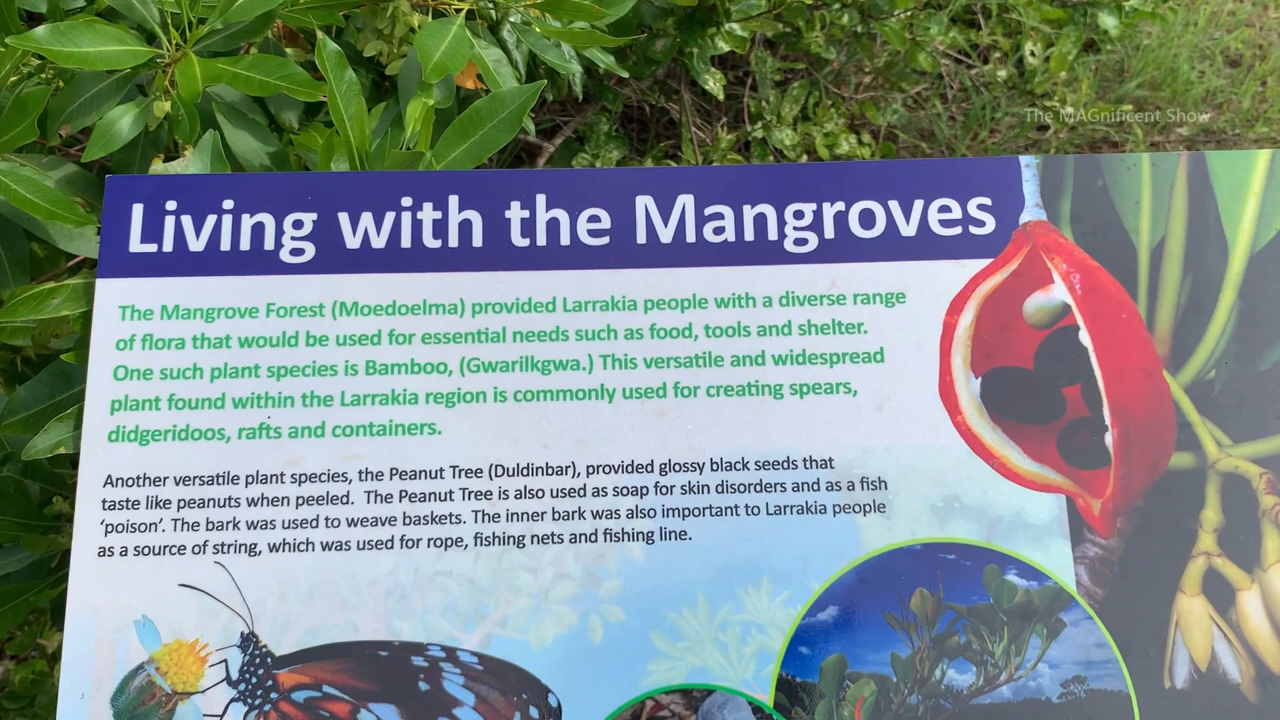 The MAGnificent Show
Living with the Mangroves
The Mangrove Forest (Moedoelma) provided Larrakia people with a diverse range
of flora that would be used for essential needs such as food, tools and shelter.
One such plant species is Bamboo, (Gwarilkgwa.) This versatile and widespread
plant found within the Larrakia region is commonly used for creating spears,
didgeridoos, rafts and containers.
Another versatile plant species, the Peanut Tree (Duldinbar), provided glossy black seeds that
taste like peanuts when peeled. The Peanut Tree is also used as soap for skin disorders and as a fish
‘poison’. The bark was used to weave baskets. The inner bark was also important to Larrakia people
as a source of string, which was used for rope, fishing nets and fishing line.